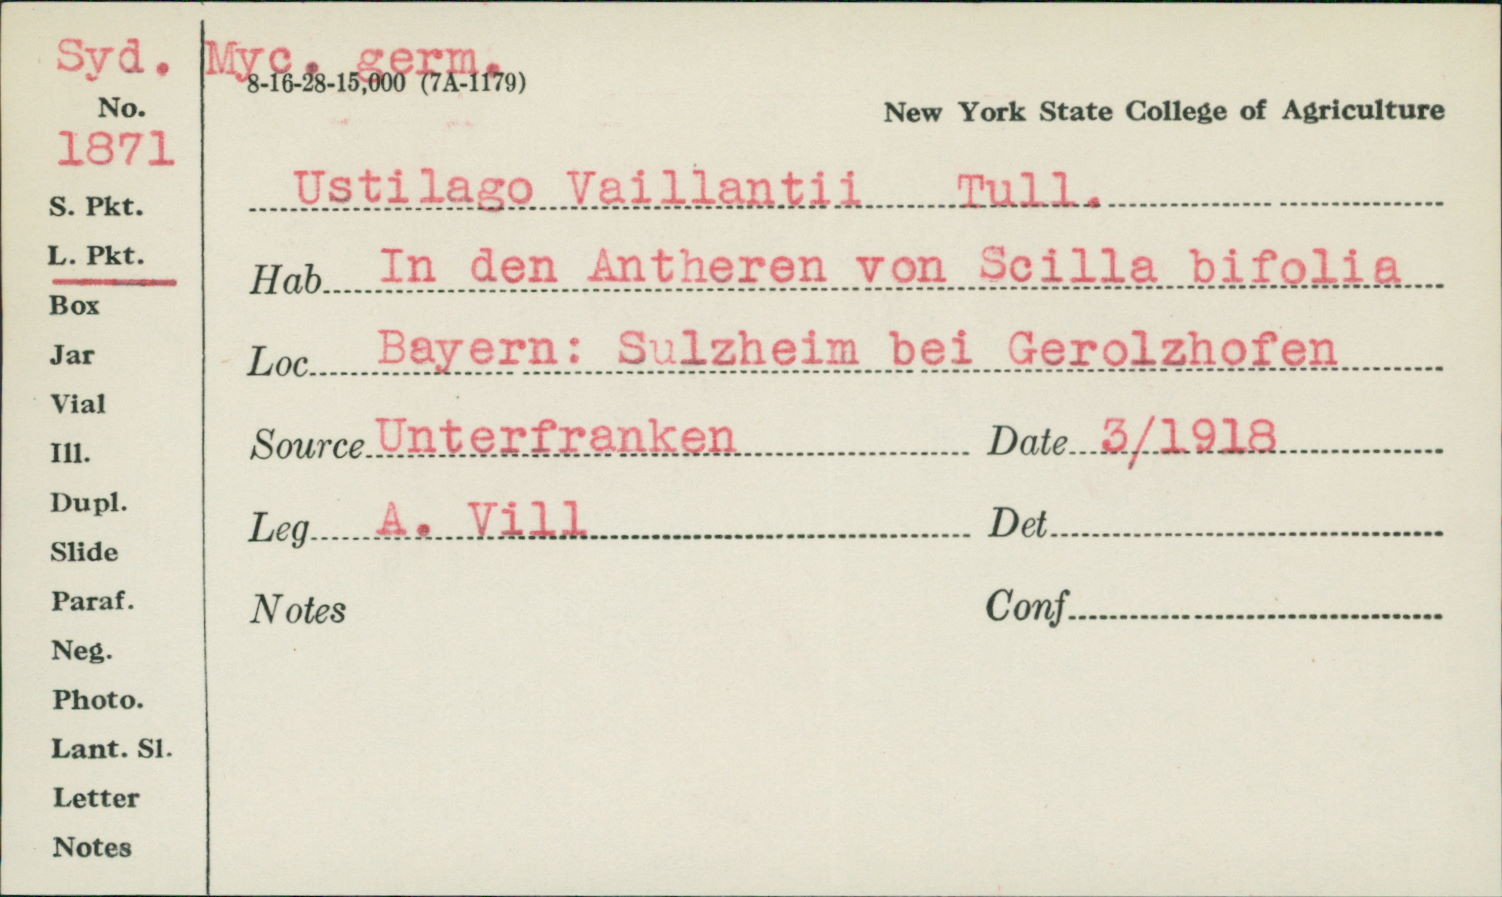 Syd. Myc. germ.
8-16-28-15,000 (7A-1179)
No.
New York State College of Agriculture
1871
Ustilago Vaillantii Tull.
S. Pkt.
L. Pkt.
Hab. In den Antheren von Scilla bifolia
Box
Jar
Loc. Bayern: Sulzheim bei Gerolzhofen
Vial
Ill.
Source Unterfranken Date 3/1918
Dupl.
Leg. A. Vill Det.
Slide
Paraf.
Notes Conf.
Neg.
Photo.
Lant. Sl.
Letter
Notes